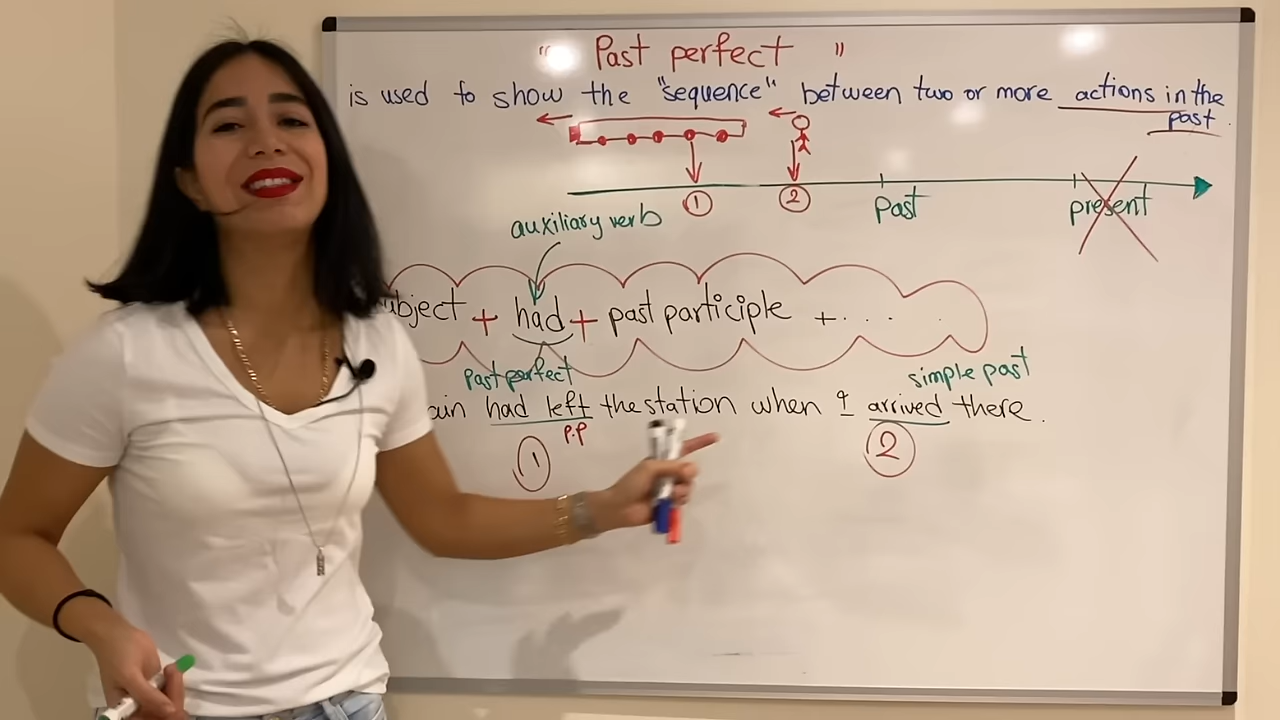 " Past perfect "
is used to show the "sequence" between two or more actions in the
past.
1 2 past present
auxiliary verb
ubject + had + past participle + . . .  .
Past perfect simple past
ain had left the station when I arrived there.
p.p
1 2